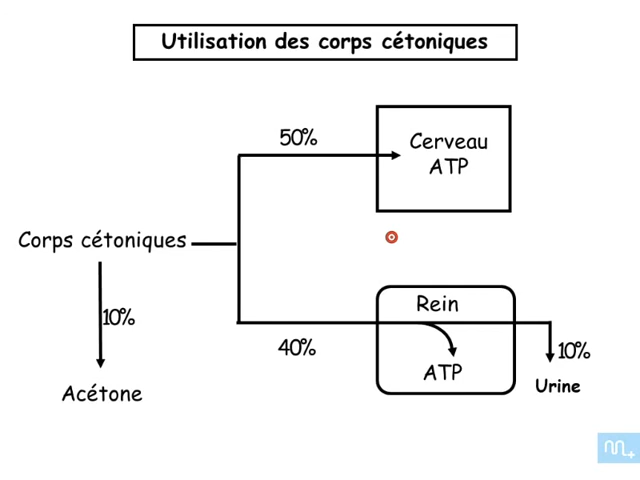 Utilisation des corps cétoniques
50%
Cerveau
ATP
Corps cétoniques
10%
Acétone
40%
Rein
ATP
10%
Urine